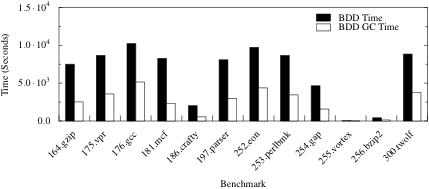 1.5·10⁴
1.0·10⁴
5.0·10³
0.0
Time (Seconds)
BDD Time
BDD GC Time
164.gzip
175.vpr
176.gcc
181.mcf
186.crafty
197.parser
252.eon
253.perlbmk
254.gap
255.vortex
256.bzip2
300.twolf
Benchmark